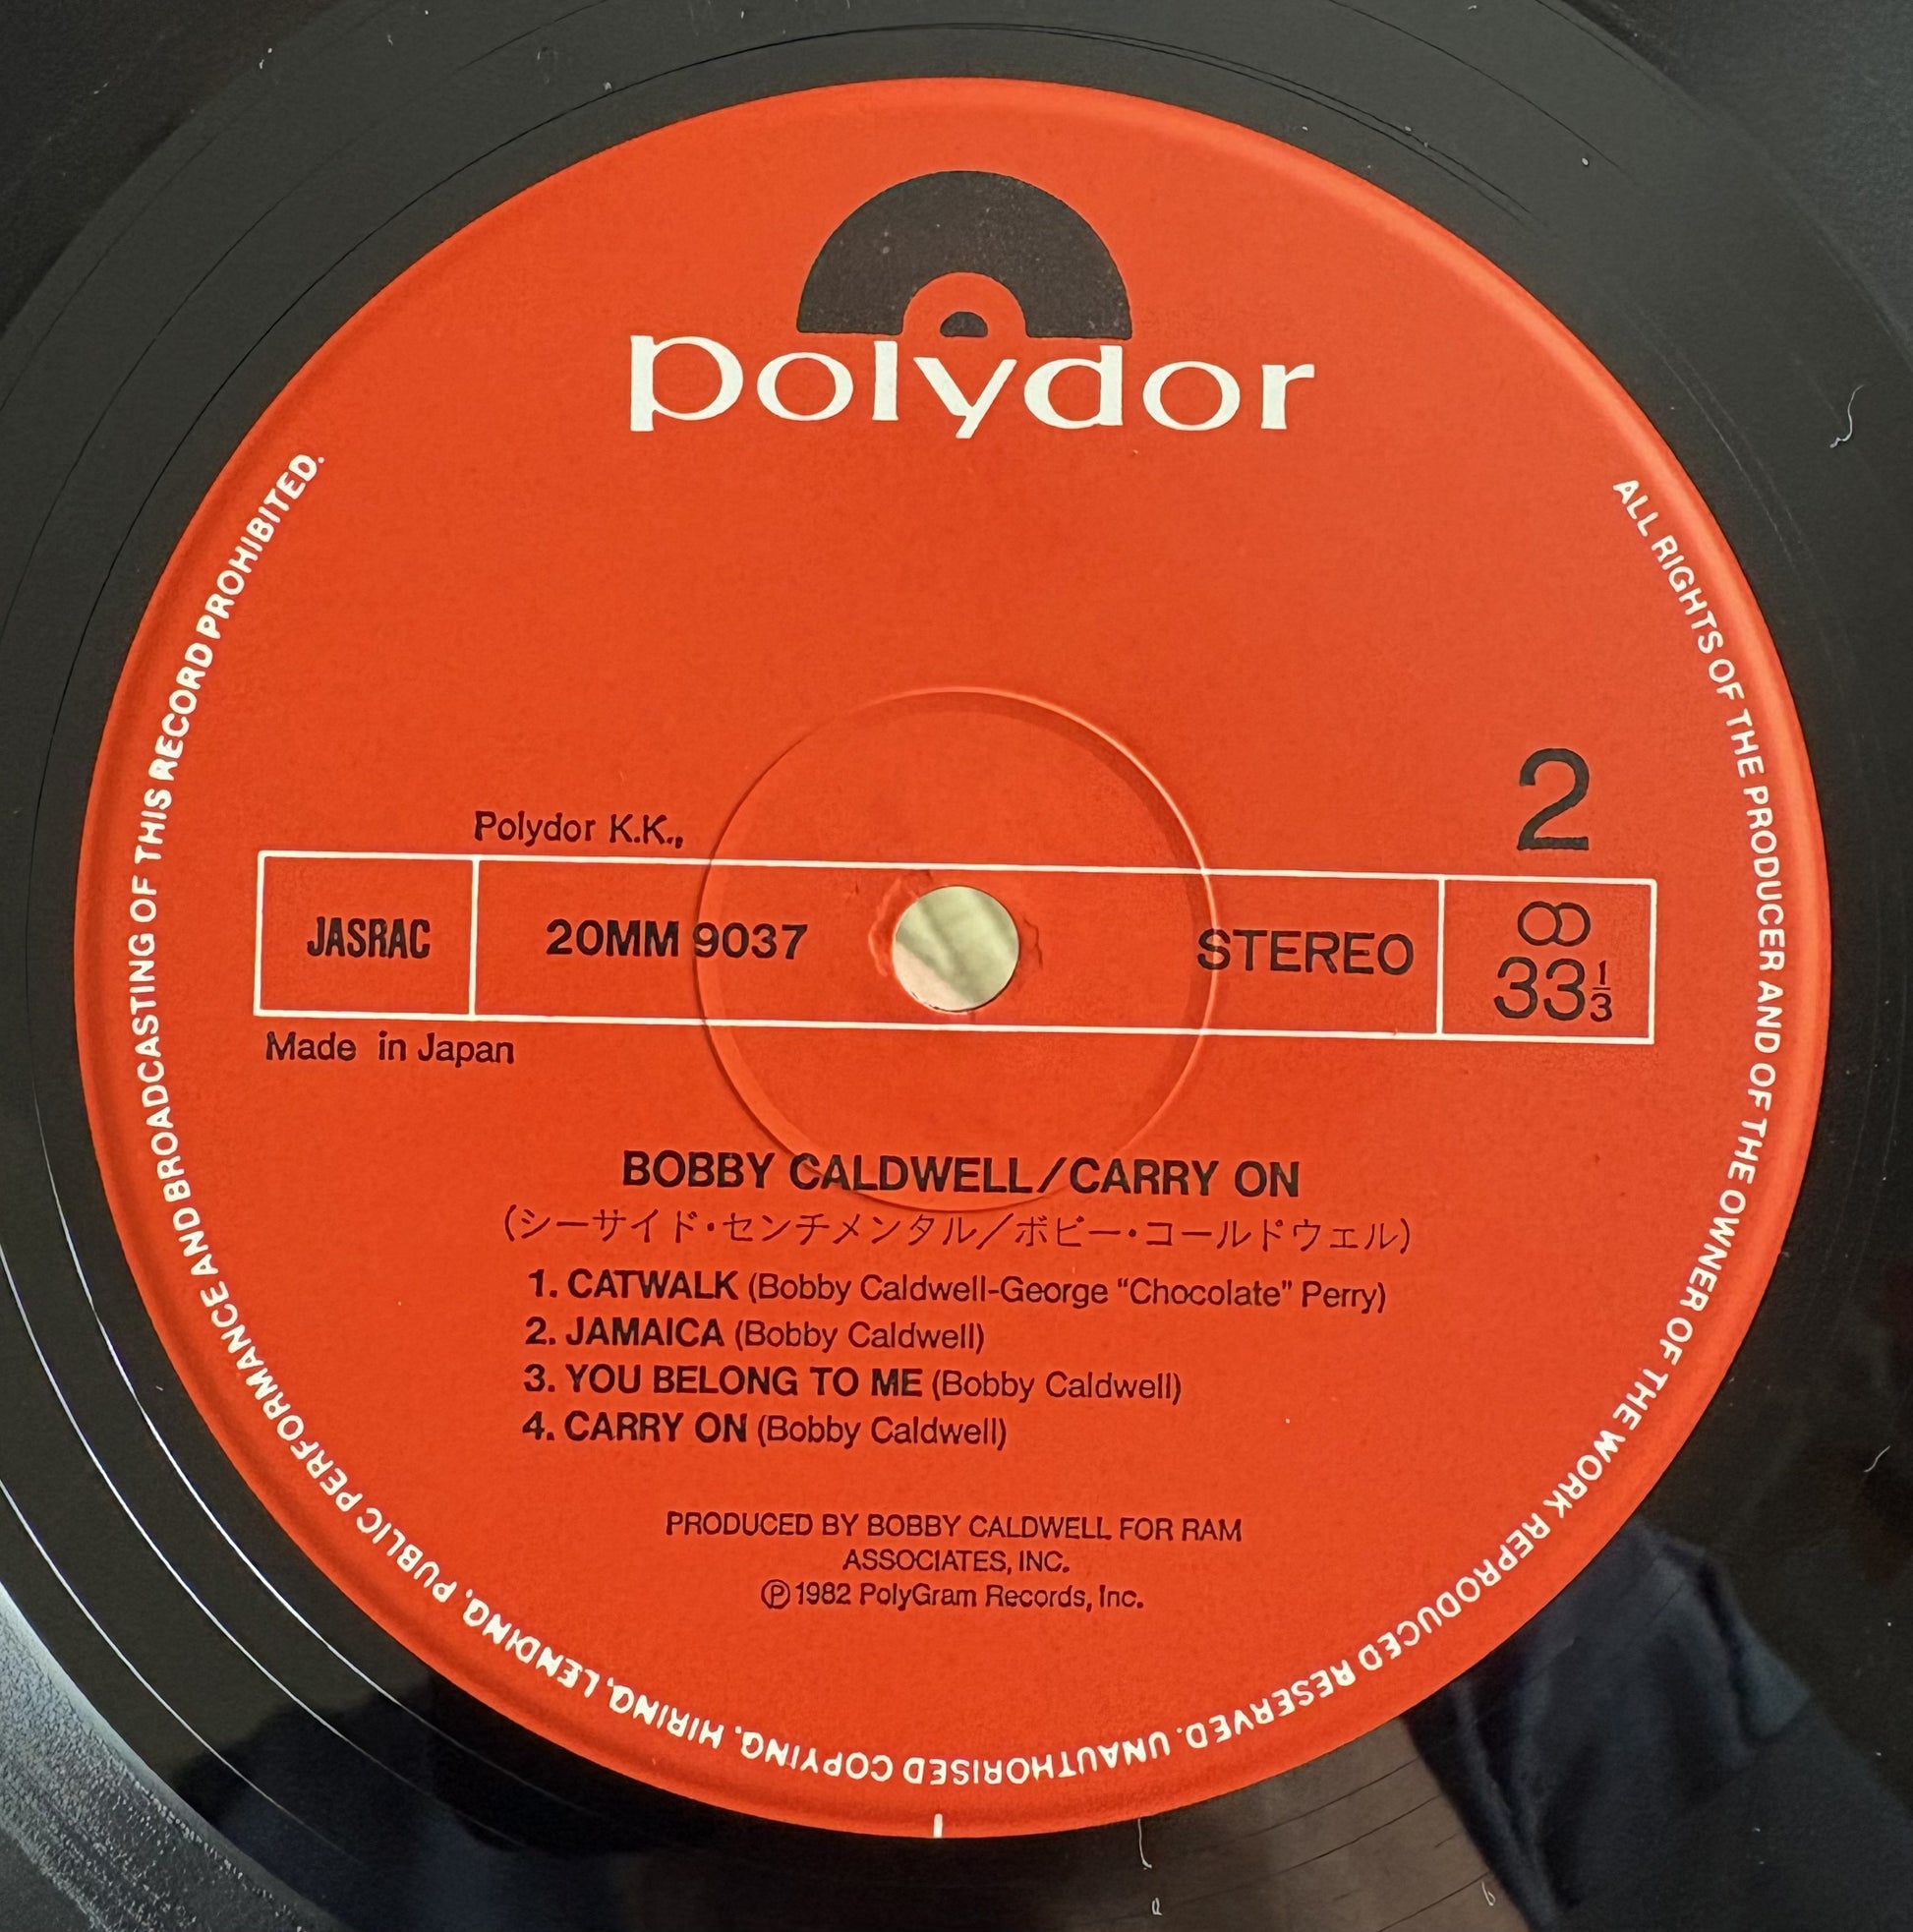 polydor
2
Polydor K.K.,
JASRAC
20MM 9037
STEREO
∞
33 1/3
Made in Japan
BOBBY CALDWELL/CARRY ON
(シーサイド・センチメンタル/ボビー・コールドウェル)
1. CATWALK (Bobby Caldwell-George “Chocolate” Perry)
2. JAMAICA (Bobby Caldwell)
3. YOU BELONG TO ME (Bobby Caldwell)
4. CARRY ON (Bobby Caldwell)
PRODUCED BY BOBBY CALDWELL FOR RAM
ASSOCIATES, INC.
Ⓟ1982 PolyGram Records, Inc.
ALL RIGHTS OF THE PRODUCER AND OF THE OWNER OF THE WORK REPRODUCED RESERVED. UNAUTHORISED COPYING, HIRING, LENDING, PUBLIC PERFORMANCE AND BROADCASTING OF THIS RECORD PROHIBITED.